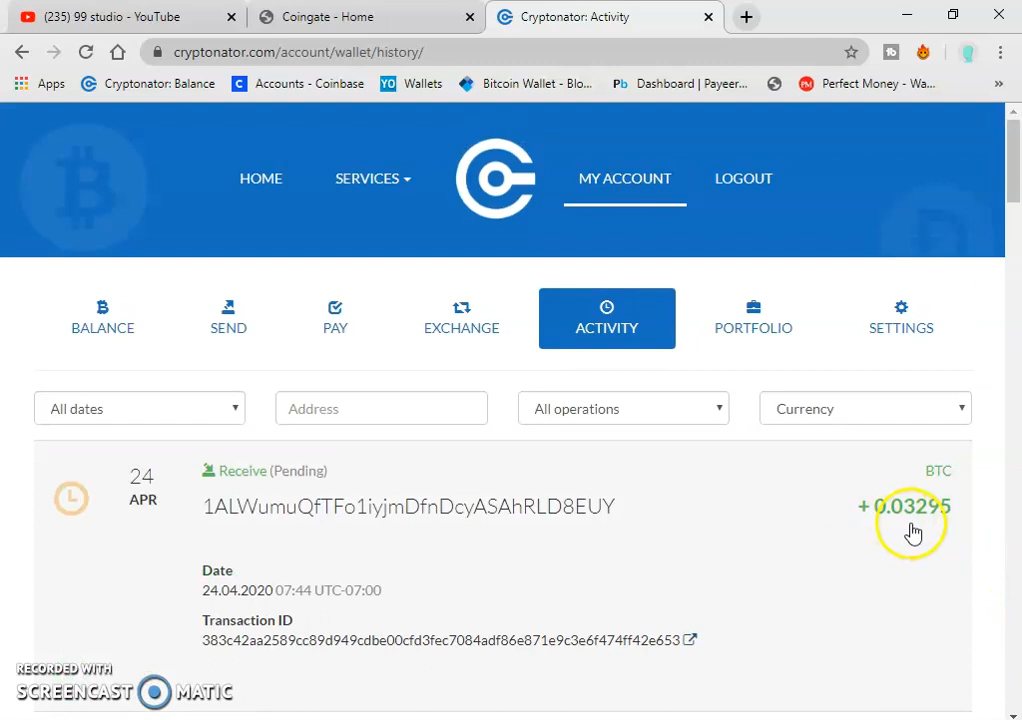 (235) 99 studio - YouTube
Coingate - Home
Cryptonator: Activity
cryptonator.com/account/wallet/history/
Apps
Cryptonator: Balance
C
Accounts - Coinbase
YO
Wallets
Bitcoin Wallet - Blo...
Pb
Dashboard | Payeer...
PM
Perfect Money - Wa...
HOME
SERVICES
MY ACCOUNT
LOGOUT
BALANCE
SEND
PAY
EXCHANGE
ACTIVITY
PORTFOLIO
SETTINGS
All dates
Address
All operations
Currency
24
APR
Receive (Pending)
BTC
1ALWumuQfTFo1iyjmDfnDcyASAhRLD8EUY
+ 0.03295
Date
24.04.2020 07:44 UTC-07:00
Transaction ID
383c42aa2589cc89d949cdbe00cfd3fec7084adf86e871e9c3e6f474ff42e653
RECORDED WITH
SCREENCAST MATIC